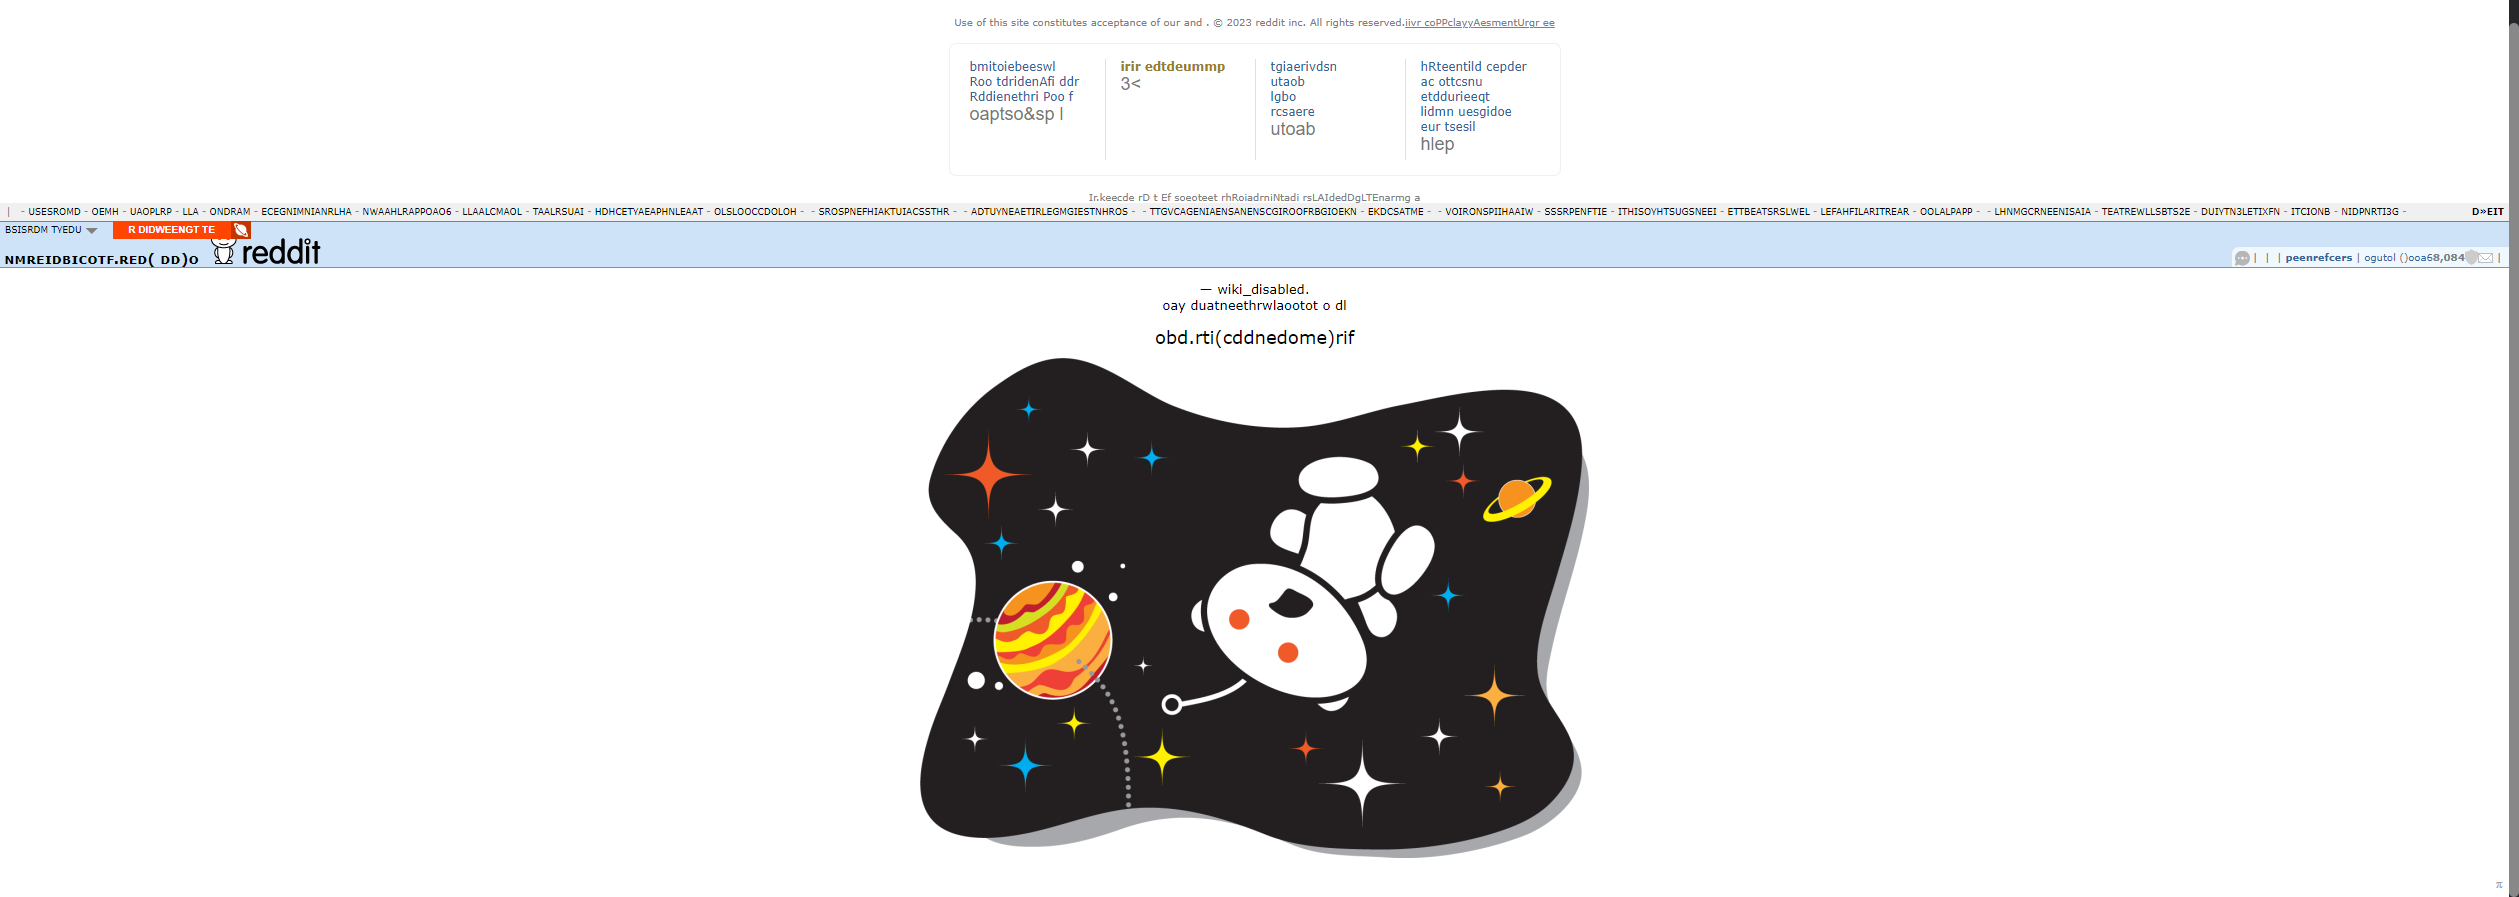 Use of this site constitutes acceptance of our and . © 2023 reddit inc. All rights reserved.iivr coPPclayyAesmentUrgr ee
bmitoiebeeswl
Roo tdridenAfi ddr
Rddienethri Poo f
oaptso&sp l
irir edtdeummp
3<
tgiaerivdsn
utaob
lgbo
rcsaere
utoab
hRteentild cepder
ac ottcsnu
etddurieeqt
lidmn uesgidoe
eur tsesil
hlep
Ir.keecde rD t Ef soeoteet rhRoiadrniNtadi rsLAIdedDgLTEnarmg a
| - USESROMD - OEMH - UAOPLRP - LLA - ONDRAM - ECEGNIMNIANRLHA - NWAAHLRAPPOAO6 - LLAALCMAOL - TAALRSUAI - HDHCETYAEAPHNLEAAT - OLSLOOCCDOLOH - - SROSPNEFHIAKTUIACSSTHR - - ADTUYNEAETIRLEGMGIESTNHROS - - TTGVCAGENIAENSANENSCGIROOFRBGIOEKN - EKDCSATME - - VOIRONSPIIHAAIW - SSSRPENFTIE - ITHISOYHTSUGSNEEI - ETTBEATSRSLWEL - LEFAHFILARITREAR - OOLALPAPP - - LHNMGCRNEENISAIA - TEATREWLLSBTS2E - DUIYTN3LETIXFN - ITCIONB - NIDPNRTI3G - D»EIT
BSISRDM TYEDU R DIDWEENGT TE
NMREIDBICOTF.RED( DD)O reddit | | | peenrefcers | ogutol ()ooa68,084 |
— wiki_disabled.
oay duatneethrwlaootot o dl
obd.rti(cddnedome)rif
π